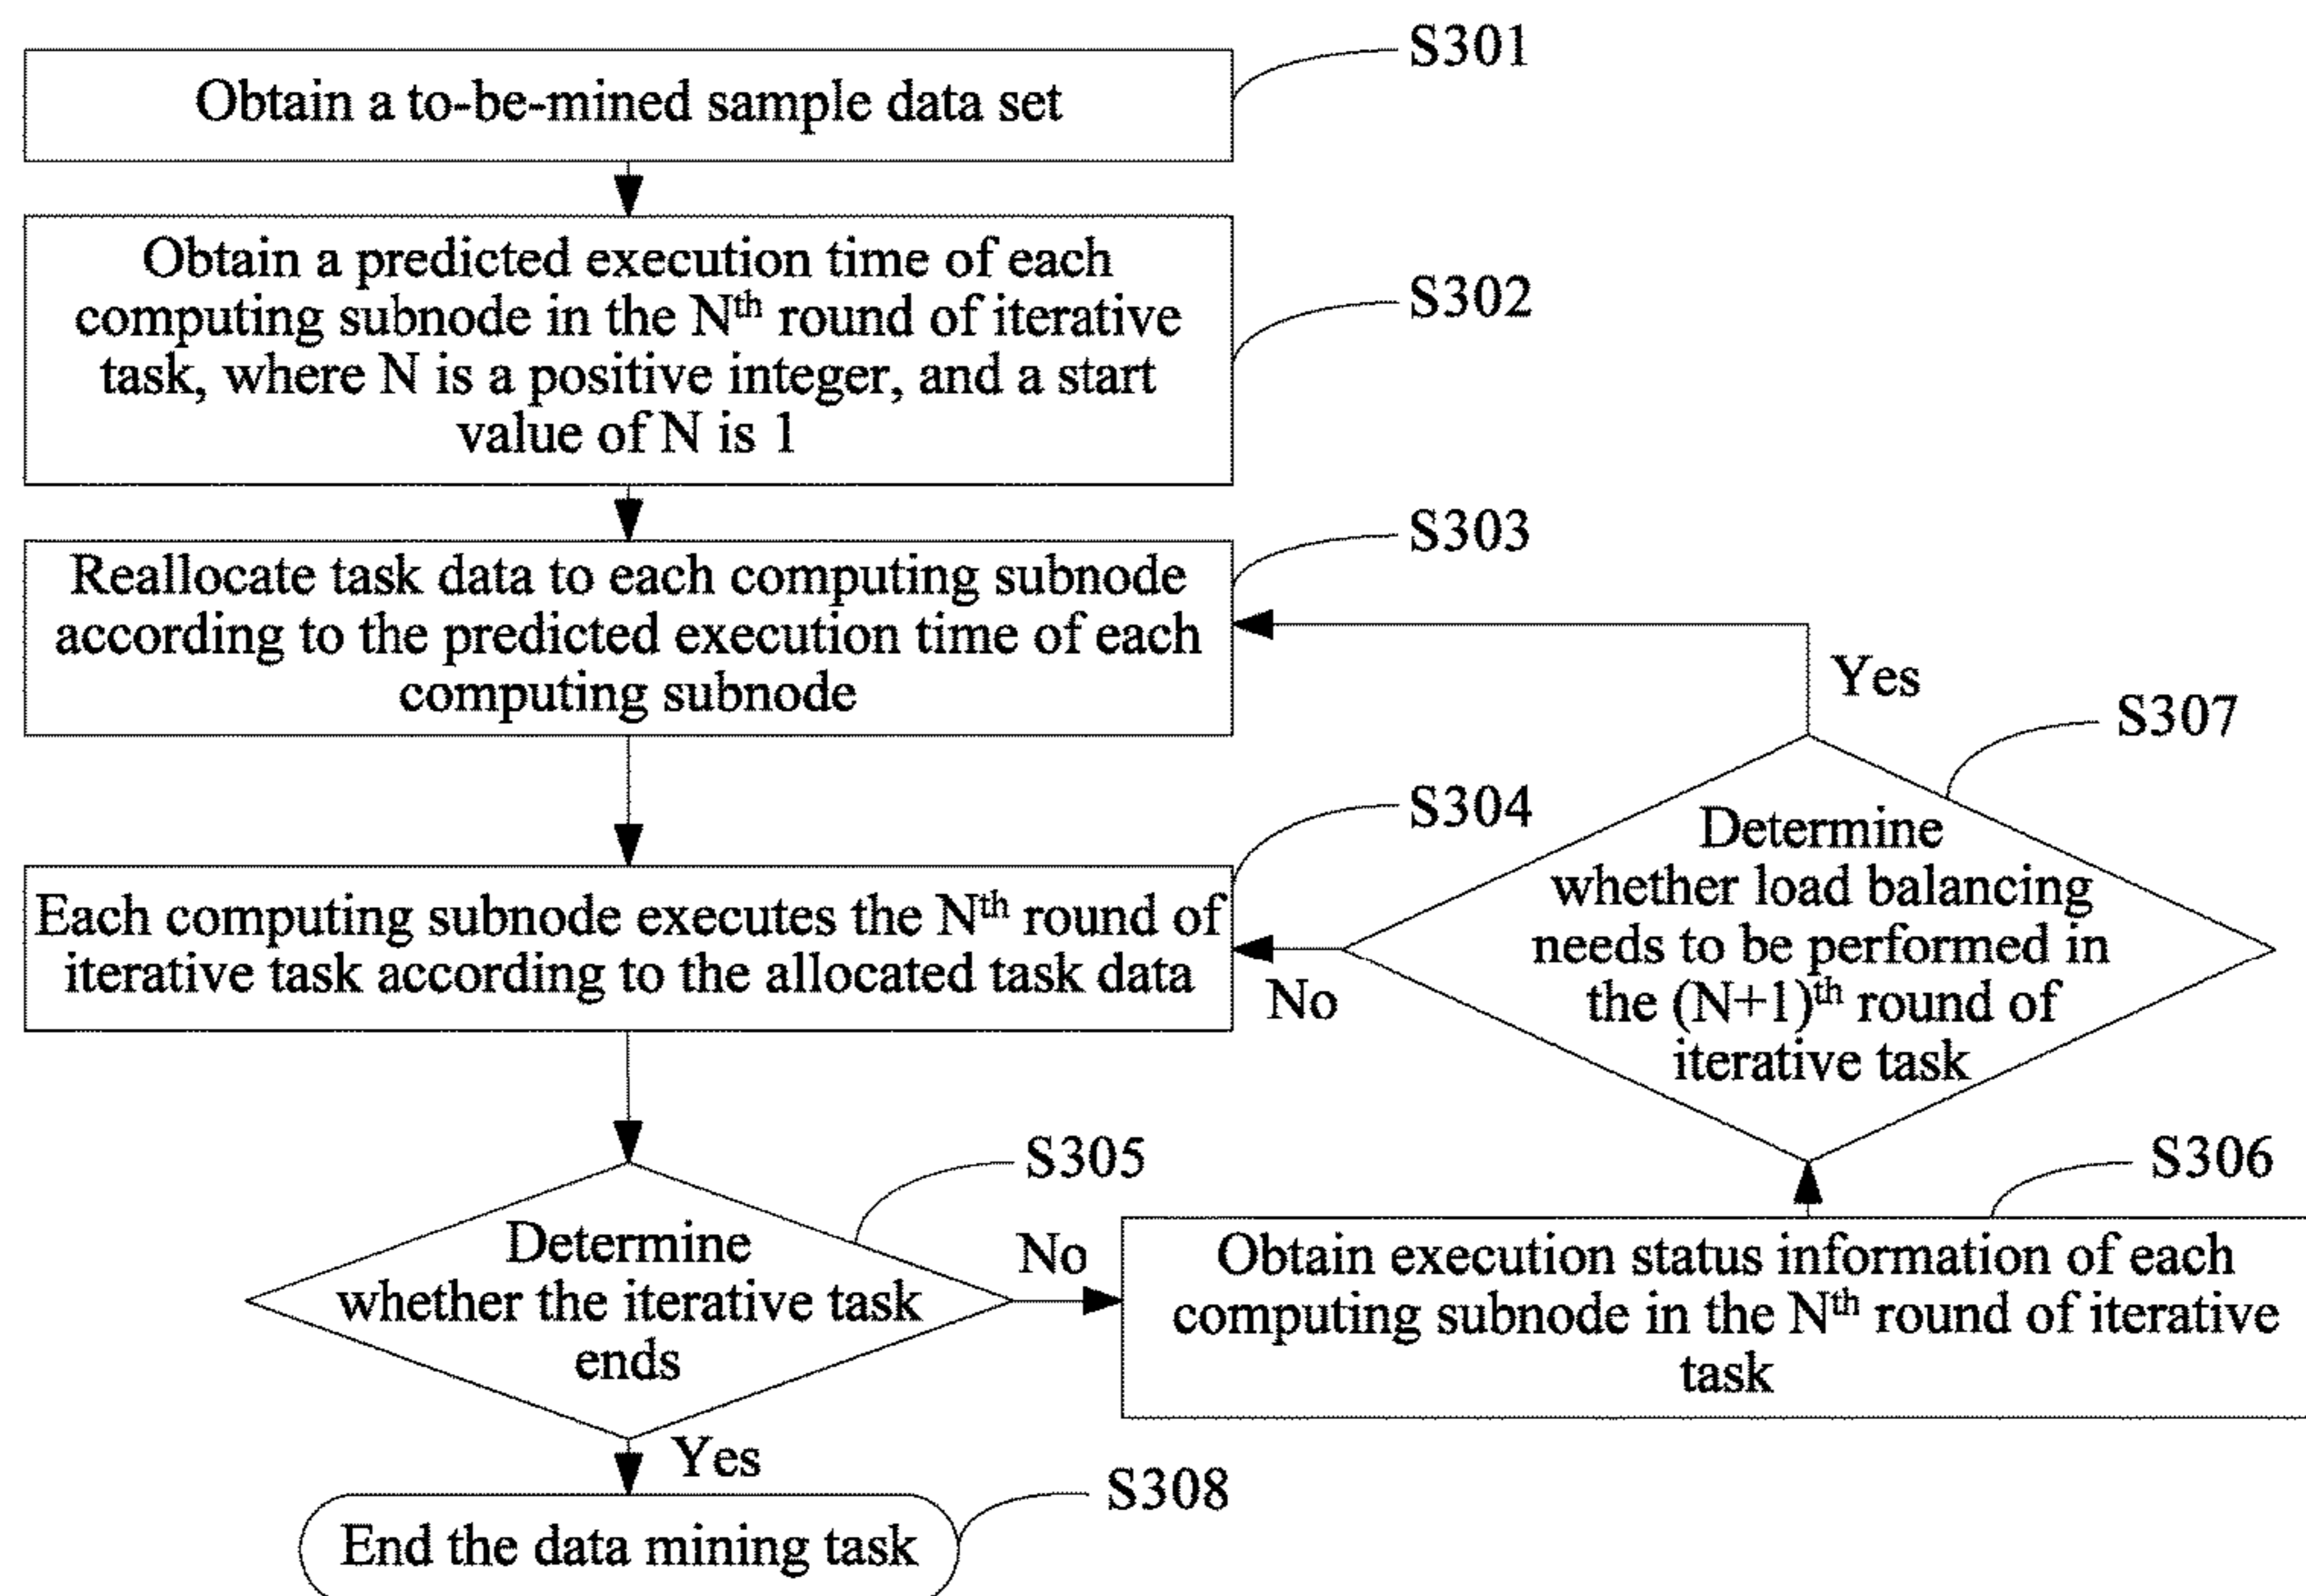 S301
Obtain a to-be-mined sample data set
Obtain a predicted execution time of each
computing subnode in the Nth round of iterative
task, where N is a positive integer, and a start
value of N is 1
S302
S303
Reallocate task data to each computing subnode
according to the predicted execution time of each
computing subnode
Yes
S307
S304
Determine
whether load balancing
needs to be performed in
the (N+1)th round of
iterative task
Each computing subnode executes the Nth round of
iterative task according to the allocated task data
No
S305
S306
Determine
whether the iterative task
ends
No
Obtain execution status information of each
computing subnode in the Nth round of iterative
task
Yes
S308
End the data mining task